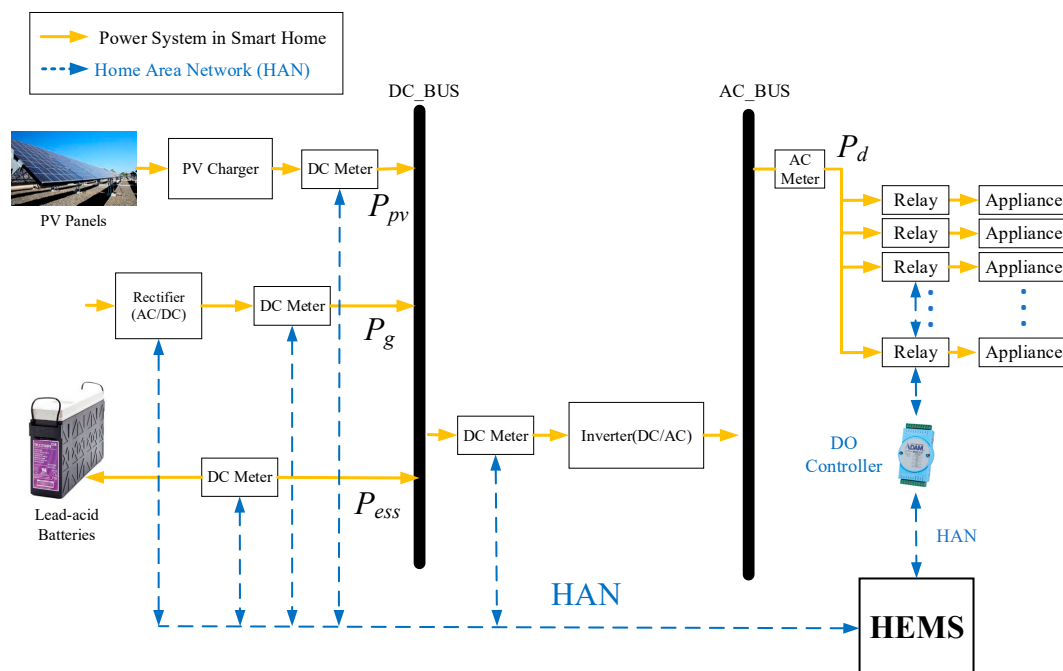 Power System in Smart Home
Home Area Network (HAN)
DC_BUS
AC_BUS
PV Panels
PV Charger
DC Meter
P_pv
Rectifier
(AC/DC)
DC Meter
P_g
Lead-acid
Batteries
DC Meter
P_ess
DC Meter
Inverter(DC/AC)
AC
Meter
P_d
Relay
Appliance
Relay
Appliance
Relay
Appliance
Relay
Appliance
DO
Controller
ADAM
HAN
HAN
HEMS